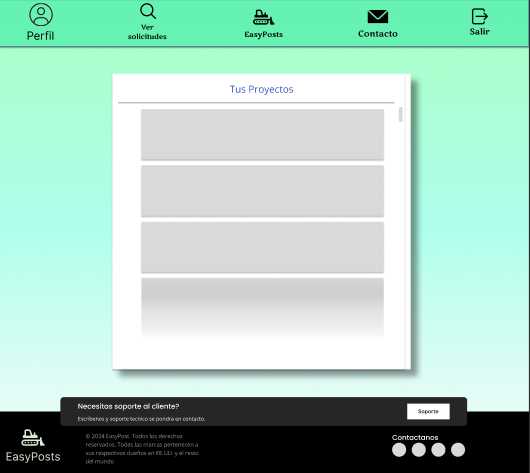 Perfil
Ver
solicitudes
EasyPosts
Contacto
Salir
Tus Proyectos
Necesitas soporte al cliente?
Escríbenos y soporte tecnico se pondra en contacto.
Soporte
EasyPosts
© 2024 EasyPost. Todos los derechos
reservados. Todas las marcas pertenecen a
sus respectivos dueños en EE.UU. y el resto
del mundo
Contactanos